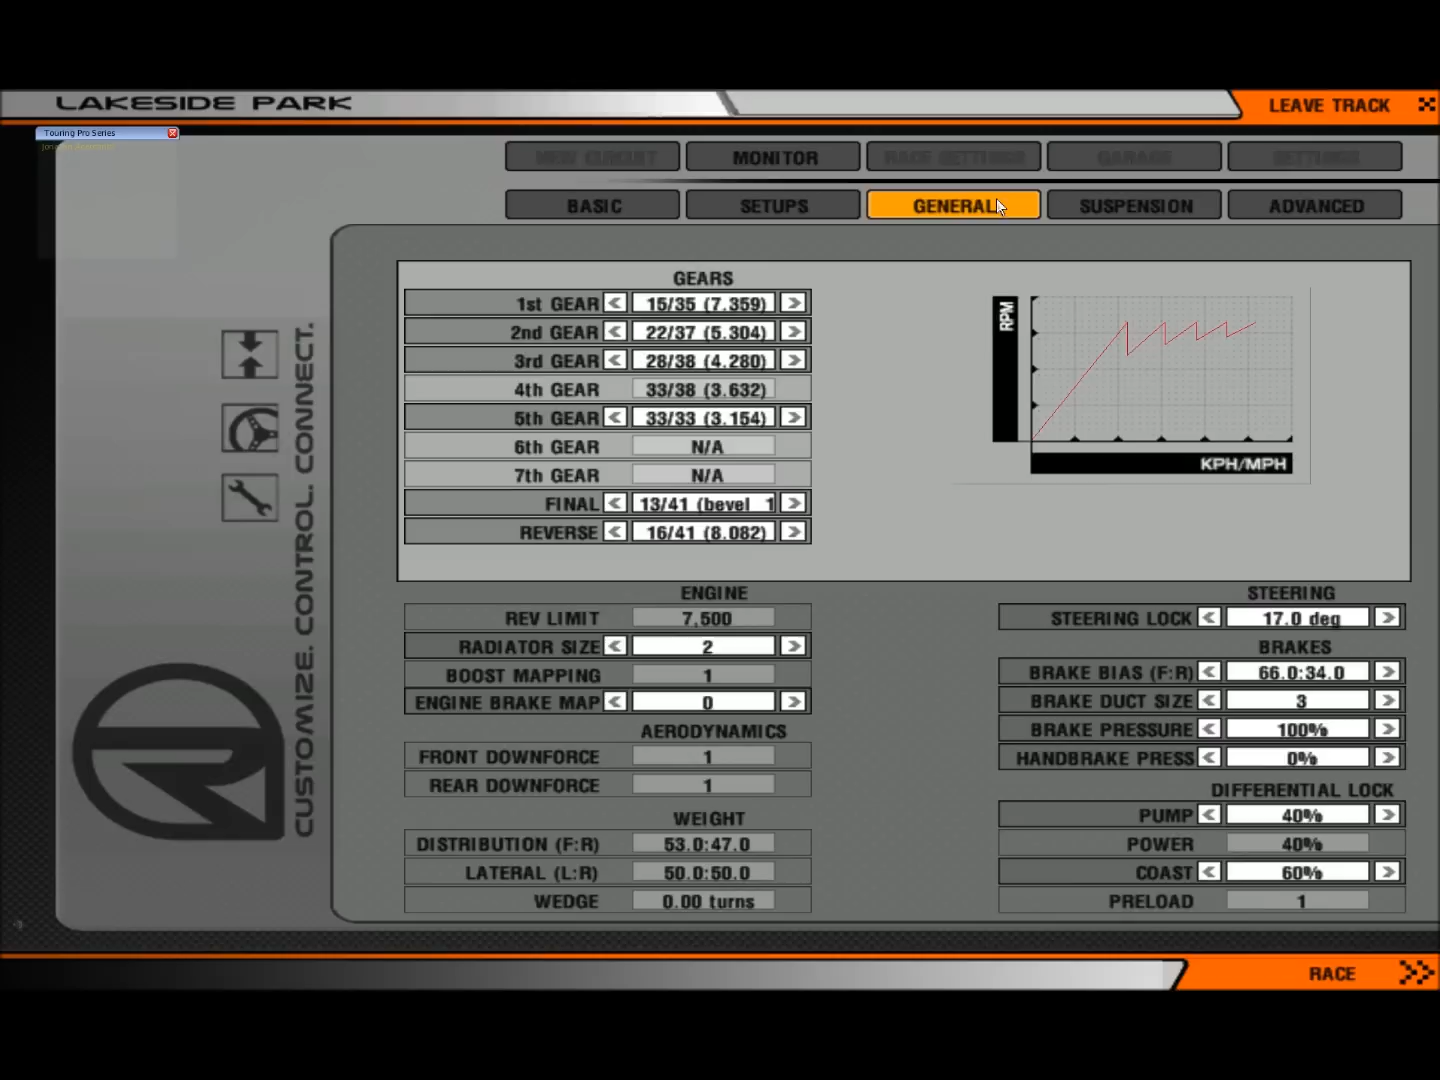 LAKESIDE PARK
LEAVE TRACK
Touring Pro Series
MONITOR
RACE SETTINGS
GARAGE
SETTINGS
BASIC
SETUPS
GENERAL
SUSPENSION
ADVANCED
CUSTOMIZE. CONTROL. CONNECT.
GEARS
1st GEAR < 15/35 (7.359) >
2nd GEAR < 22/37 (5.304) >
3rd GEAR < 28/38 (4.280) >
4th GEAR 33/38 (3.632)
5th GEAR < 33/33 (3.154) >
6th GEAR N/A
7th GEAR N/A
FINAL < 13/41 (bevel 1 >
REVERSE < 16/41 (8.082) >
RPM
KPH/MPH
ENGINE
REV LIMIT 7,500
RADIATOR SIZE < 2 >
BOOST MAPPING 1
ENGINE BRAKE MAP < 0 >
AERODYNAMICS
FRONT DOWNFORCE 1
REAR DOWNFORCE 1
WEIGHT
DISTRIBUTION (F:R) 53.0:47.0
LATERAL (L:R) 50.0:50.0
WEDGE 0.00 turns
STEERING
STEERING LOCK < 17.0 deg >
BRAKES
BRAKE BIAS (F:R) < 66.0:34.0 >
BRAKE DUCT SIZE < 3 >
BRAKE PRESSURE < 100% >
HANDBRAKE PRESS < 0% >
DIFFERENTIAL LOCK
PUMP < 40% >
POWER 40%
COAST < 60% >
PRELOAD 1
RACE